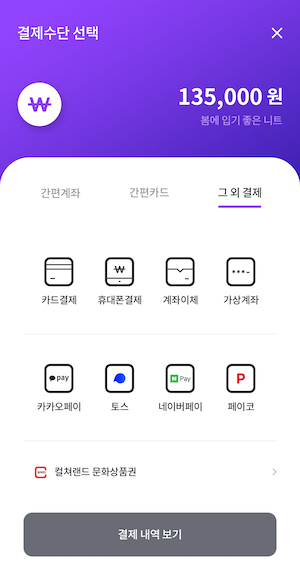 결제수단 선택
135,000 원
봄에 입기 좋은 니트
간편계좌 간편카드 그 외 결제
카드결제 휴대폰결제 계좌이체 가상계좌
pay Pay P
카카오페이 토스 네이버페이 페이코
컬쳐랜드 문화상품권
결제 내역 보기